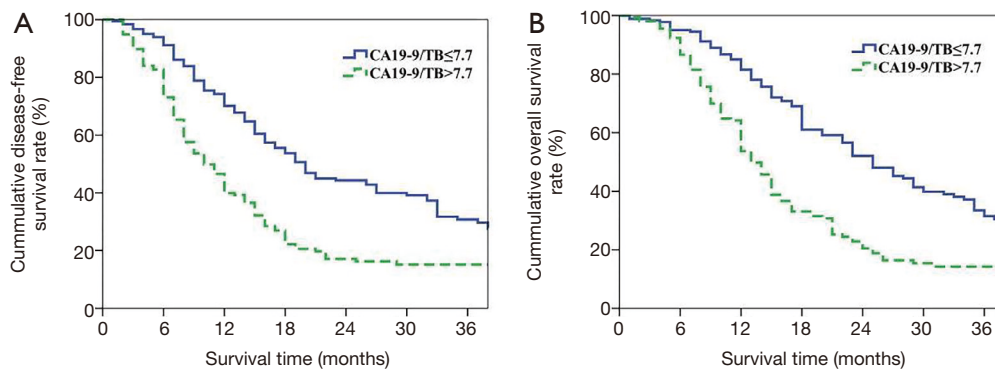 A
Cummulative disease-free
survival rate (%)
100
80
60
40
20
0
CA19-9/TB≤7.7
CA19-9/TB>7.7
0 6 12 18 24 30 36
Survival time (months)
B
Cummulative overall survival
rate (%)
100
80
60
40
20
0
CA19-9/TB≤7.7
CA19-9/TB>7.7
0 6 12 18 24 30 36
Survival time (months)